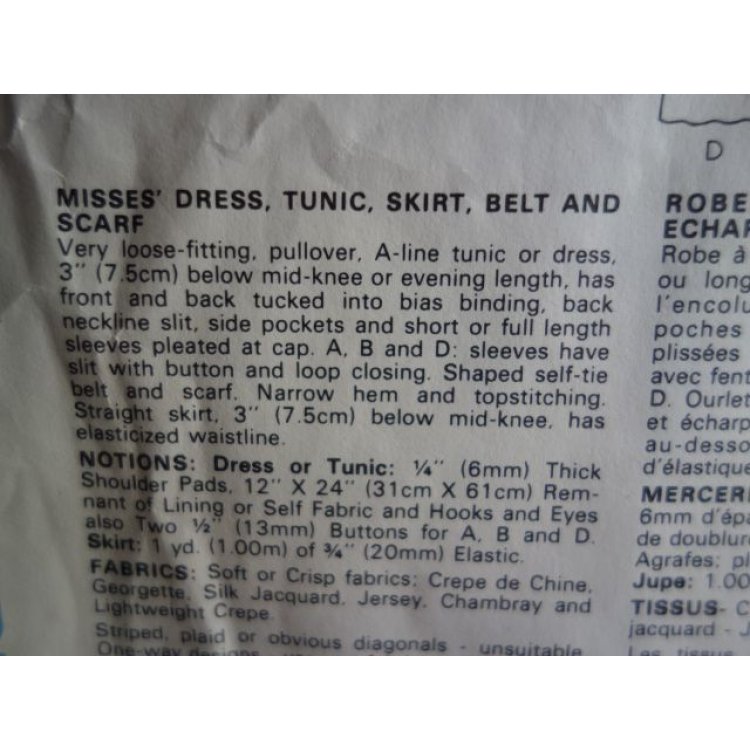 D
MISSES' DRESS, TUNIC, SKIRT, BELT AND
SCARF
Very loose-fitting, pullover, A-line tunic or dress,
3" (7.5cm) below mid-knee or evening length, has
front and back tucked into bias binding, back
neckline slit, side pockets and short or full length
sleeves pleated at cap. A, B and D: sleeves have
slit with button and loop closing. Shaped self-tie
belt and scarf. Narrow hem and topstitching.
Straight skirt, 3" (7.5cm) below mid-knee, has
elasticized waistline.
NOTIONS: Dress or Tunic: ¼" (6mm) Thick
Shoulder Pads, 12" X 24" (31cm X 61cm) Rem-
nant of Lining or Self Fabric and Hooks and Eyes
also Two ½" (13mm) Buttons for A, B and D.
Skirt: 1 yd. (1.00m) of ¾" (20mm) Elastic.
FABRICS: Soft or Crisp fabrics: Crepe de Chine,
Georgette, Silk Jacquard, Jersey, Chambray and
Lightweight Crepe.
Striped, plaid or obvious diagonals - unsuitable
One-way designs
ROBE
ECHAR
Robe à
ou long
l'encolu
poches
plissées
avec fent
D. Ourlet
et écharp
au-desso
d'élastique
MERCERI
6mm d'épa
de doublure
Agrafes; pl
Jupe: 1.00
TISSUS- C
jacquard - J
Les tissus